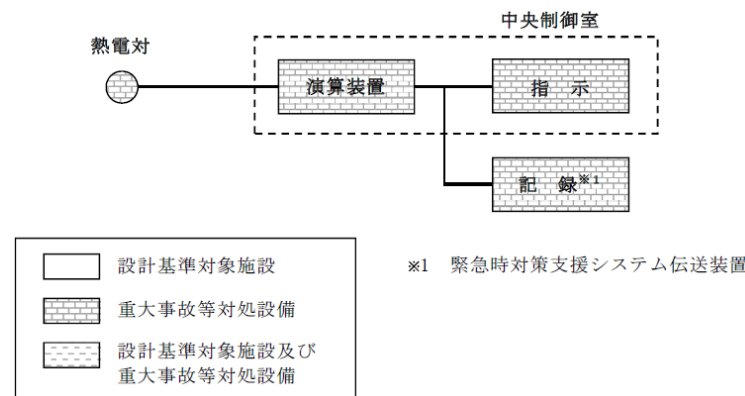 中央制御室
熱電対
演算装置
指 示
記 録※1
設計基準対象施設
※1 緊急時対策支援システム伝送装置
重大事故等対処設備
設計基準対象施設及び
重大事故等対処設備